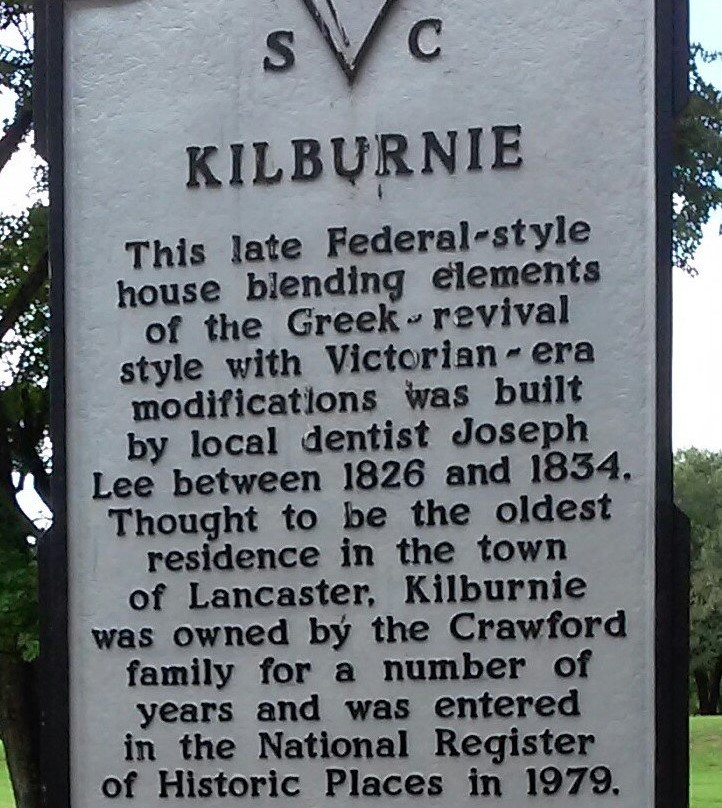 S C
KILBURNIE
This late Federal-style
house blending elements
of the Greek-revival
style with Victorian-era
modifications was built
by local dentist Joseph
Lee between 1826 and 1834.
Thought to be the oldest
residence in the town
of Lancaster, Kilburnie
was owned by the Crawford
family for a number of
years and was entered
in the National Register
of Historic Places in 1979.